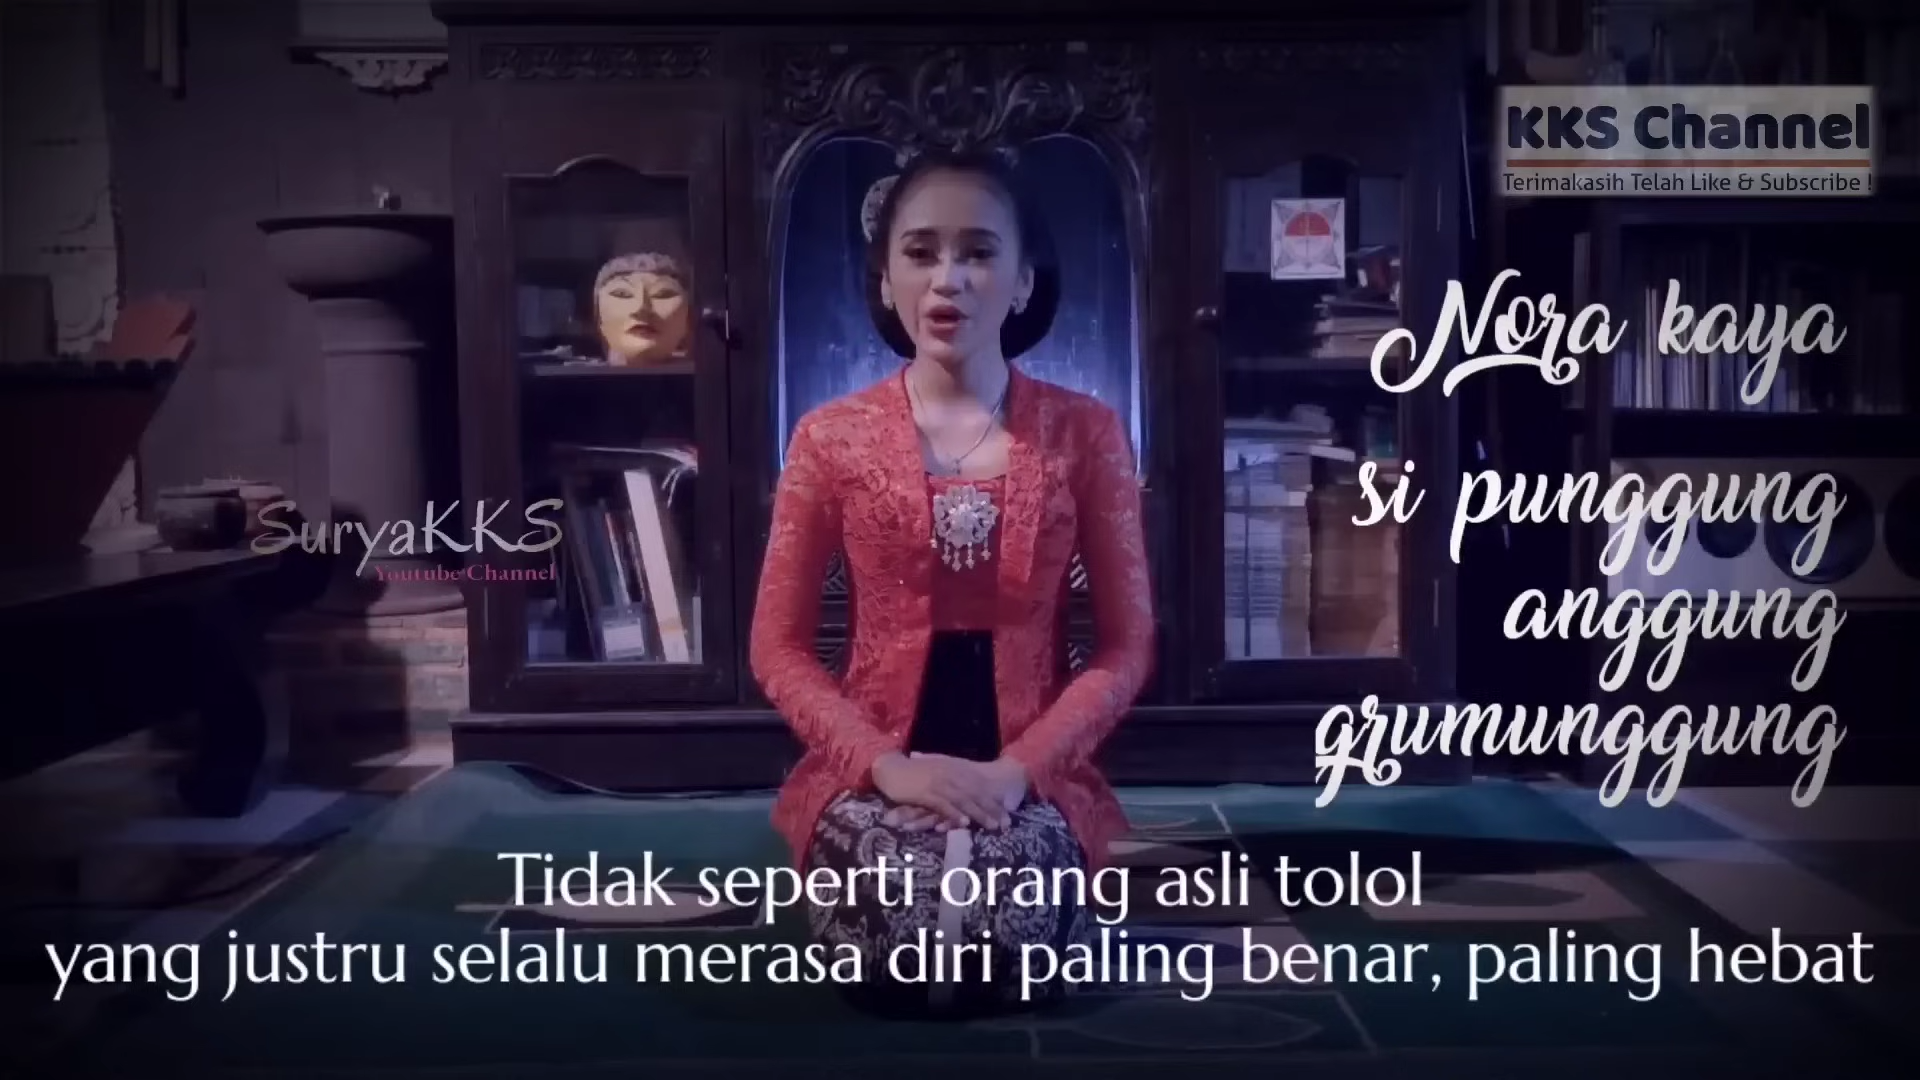 KKS Channel
Terimakasih Telah Like & Subscribe !
Nora kaya
si punggung
anggung
grumunggung
SuryaKKS
Youtube Channel
Tidak seperti orang asli tolol
yang justru selalu merasa diri paling benar, paling hebat